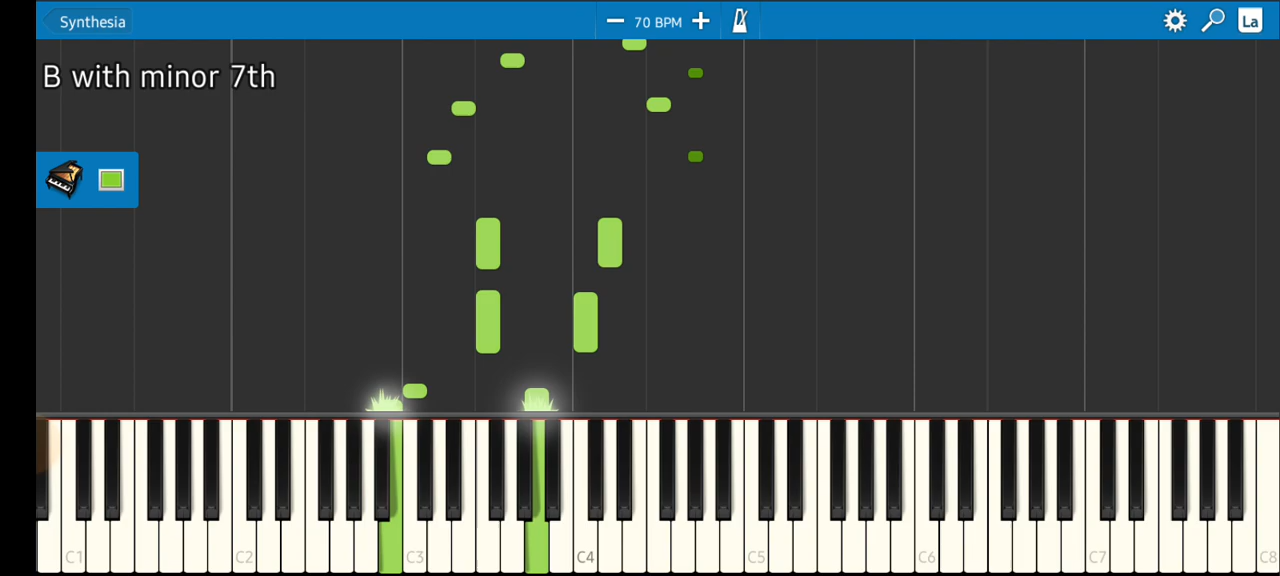 Synthesia
70 BPM
La
B with minor 7th
C1 C2 C3 C4 C5 C6 C7 C8